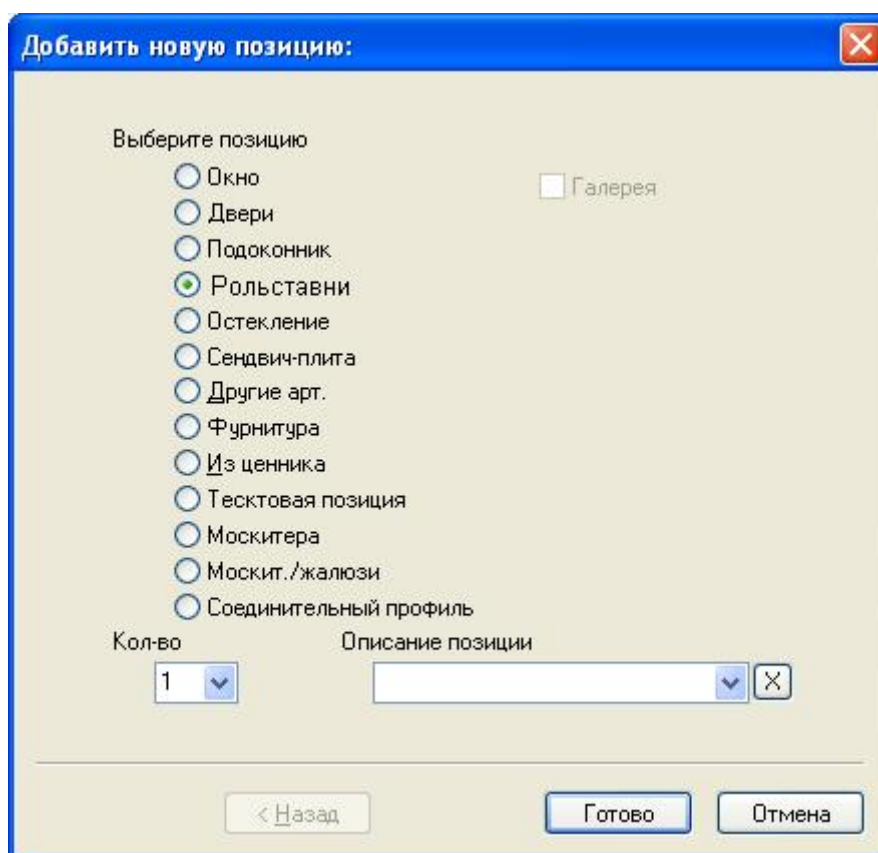 Добавить новую позицию:
Выберите позицию
Окно
Галерея
Двери
Подоконник
Рольставни
Остекление
Сендвич-плита
Другие арт.
Фурнитура
Из ценника
Тесктовая позиция
Москитера
Москит./жалюзи
Соединительный профиль
Кол-во Описание позиции
1 X
< Назад Готово Отмена